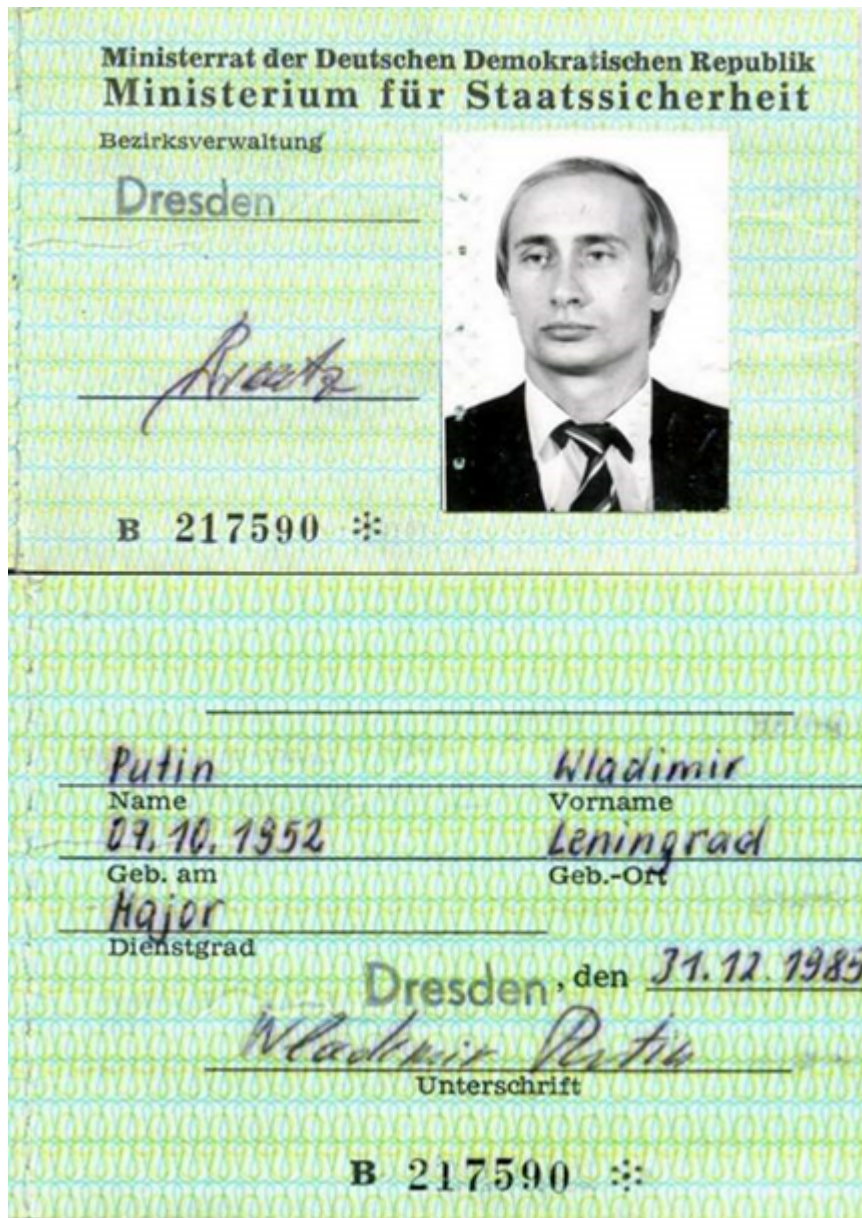 Ministerrat der Deutschen Demokratischen Republik
Ministerium für Staatssicherheit
Bezirksverwaltung
Dresden
B 217590
Putin Wladimir
Name Vorname
07.10.1952 Leningrad
Geb. am Geb.-Ort
Major
Dienstgrad
Dresden, den 31.12.1985
Wladimir Putin
Unterschrift
B 217590